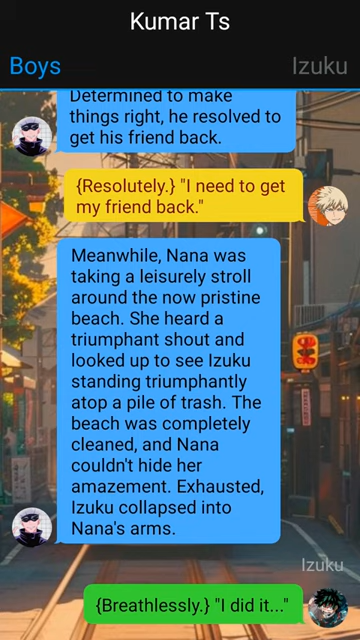 Kumar Ts
Boys
Izuku
Determined to make
things right, he resolved to
get his friend back.
{Resolutely.} "I need to get
my friend back."
Meanwhile, Nana was
taking a leisurely stroll
around the now pristine
beach. She heard a
triumphant shout and
looked up to see Izuku
standing triumphantly
atop a pile of trash. The
beach was completely
cleaned, and Nana
couldn't hide her
amazement. Exhausted,
Izuku collapsed into
Nana's arms.
Izuku
{Breathlessly.} "I did it..."